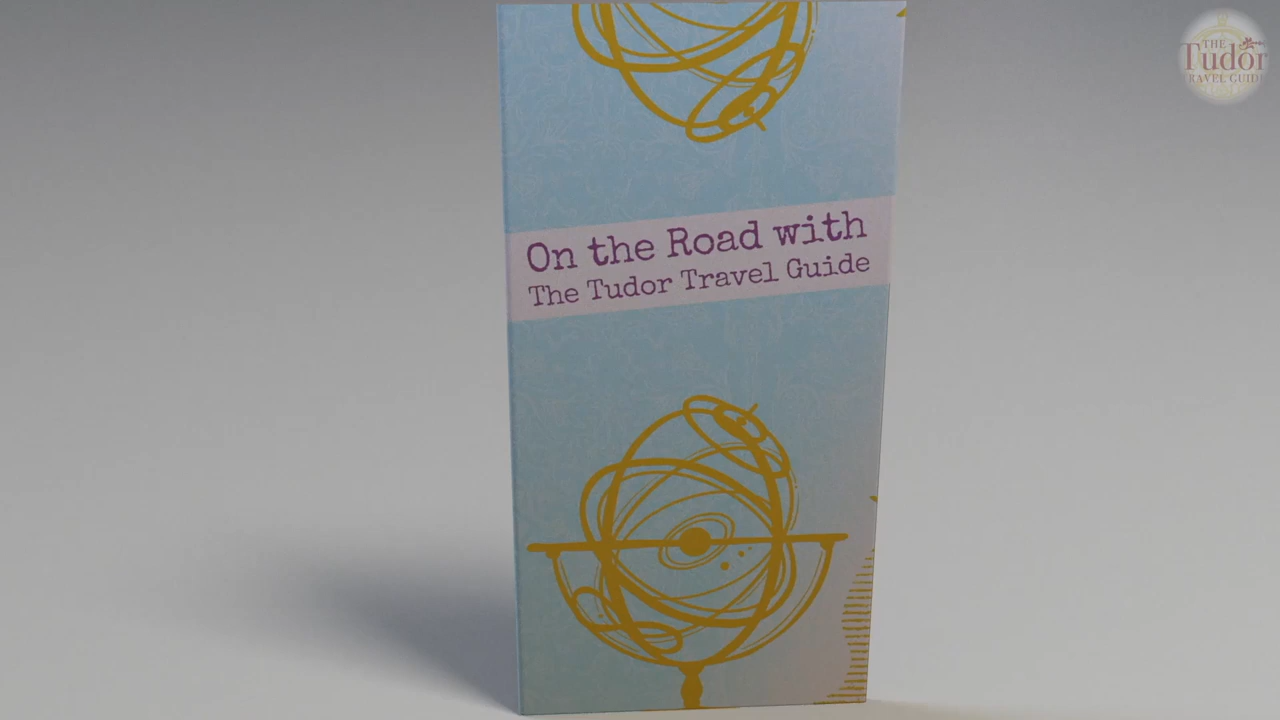 On the Road with
The Tudor Travel Guide
THE
Tudor
TRAVEL GUIDE